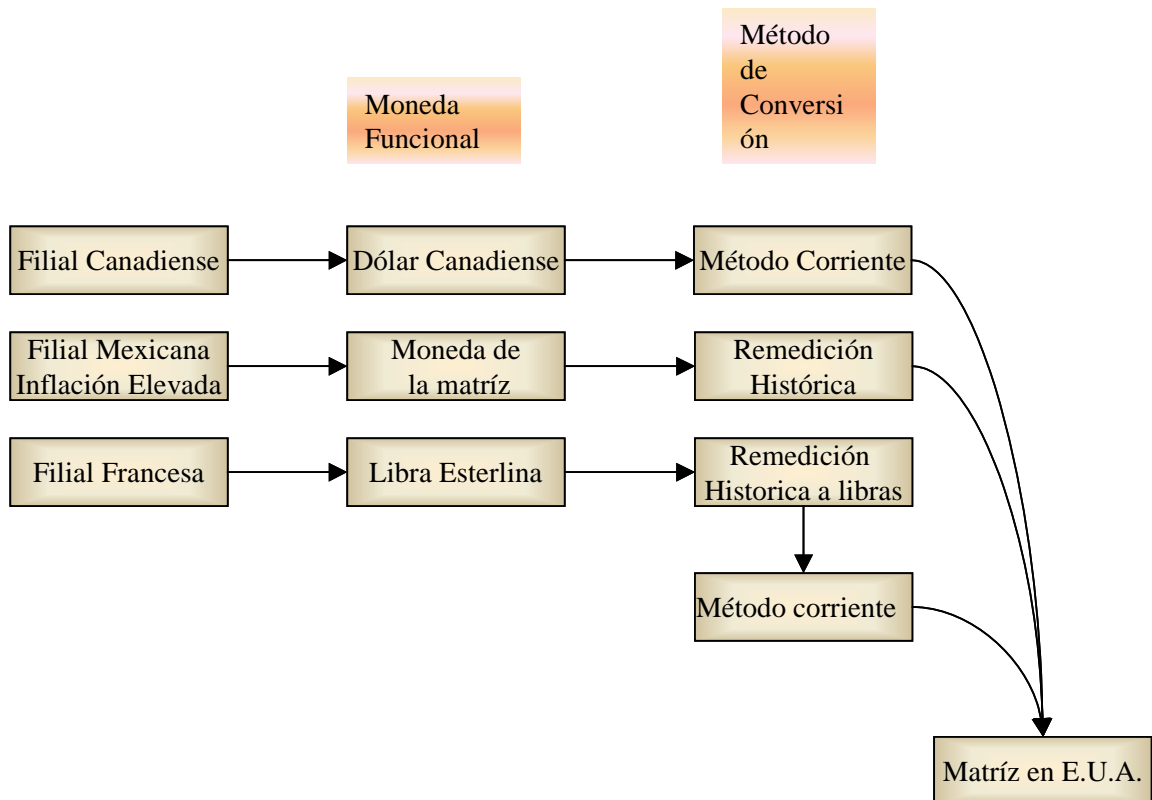 Método
de
Conversi
ón
Moneda
Funcional
Filial Canadiense
Dólar Canadiense
Método Corriente
Filial Mexicana
Inflación Elevada
Moneda de
la matríz
Remedición
Histórica
Filial Francesa
Libra Esterlina
Remedición
Historica a libras
Método corriente
Matríz en E.U.A.